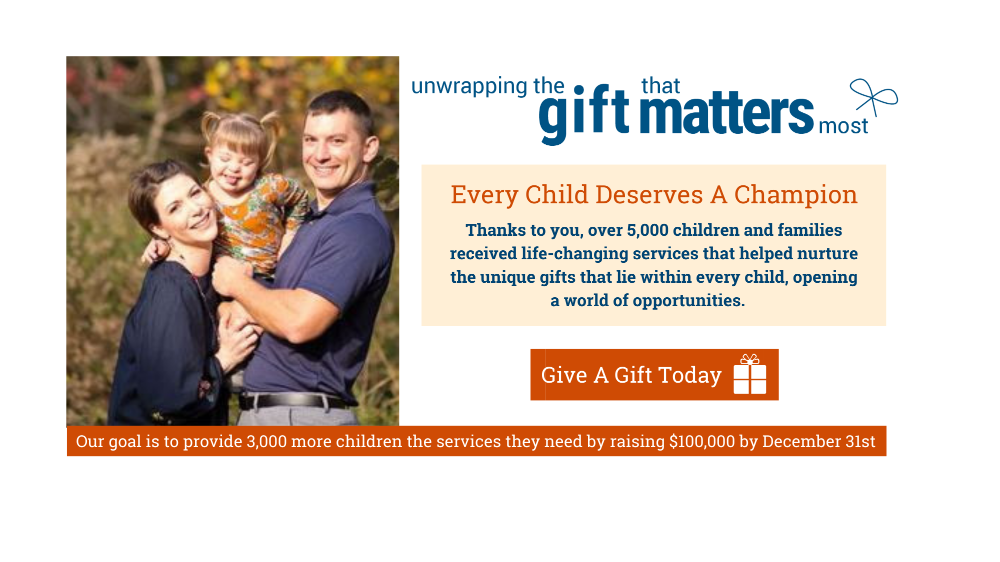 unwrapping the gift that matters most
Every Child Deserves A Champion
Thanks to you, over 5,000 children and families
received life-changing services that helped nurture
the unique gifts that lie within every child, opening
a world of opportunities.
Give A Gift Today
Our goal is to provide 3,000 more children the services they need by raising $100,000 by December 31st